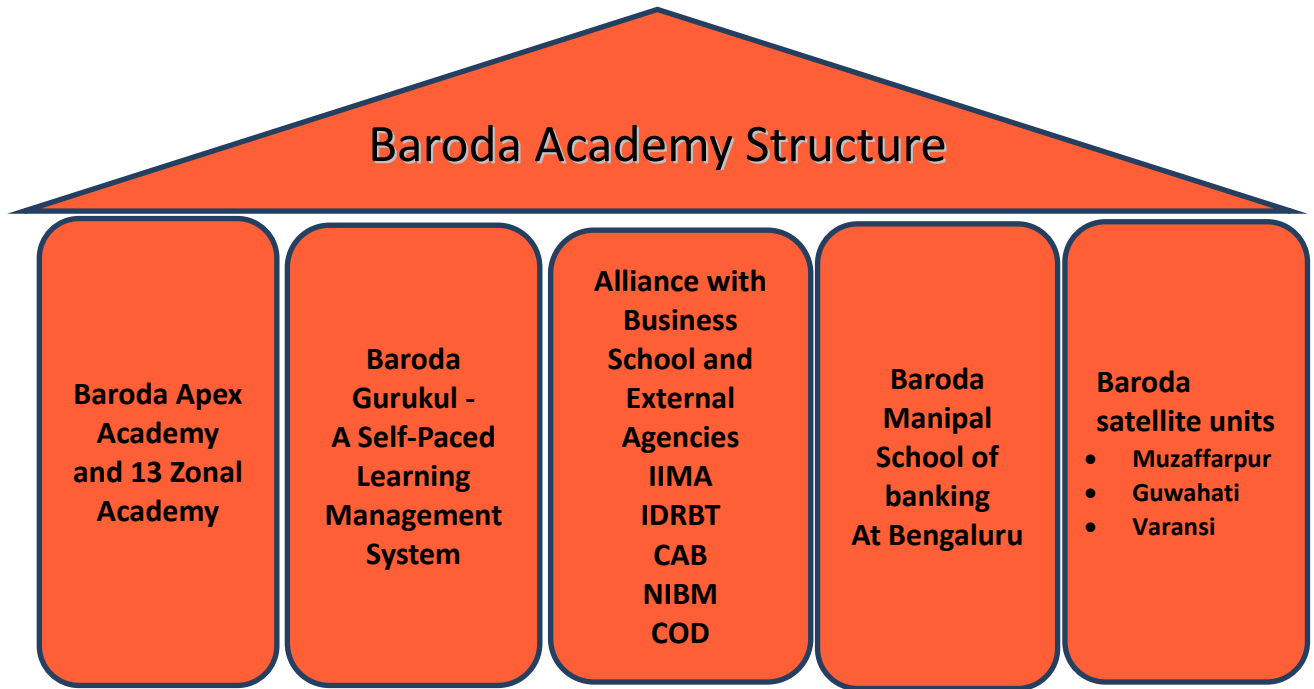 Baroda Academy Structure
Baroda Apex
Academy
and 13 Zonal
Academy
Baroda
Gurukul -
A Self-Paced
Learning
Management
System
Alliance with
Business
School and
External
Agencies
IIMA
IDRBT
CAB
NIBM
COD
Baroda
Manipal
School of
banking
At Bengaluru
Baroda
satellite units
• Muzaffarpur
• Guwahati
• Varansi